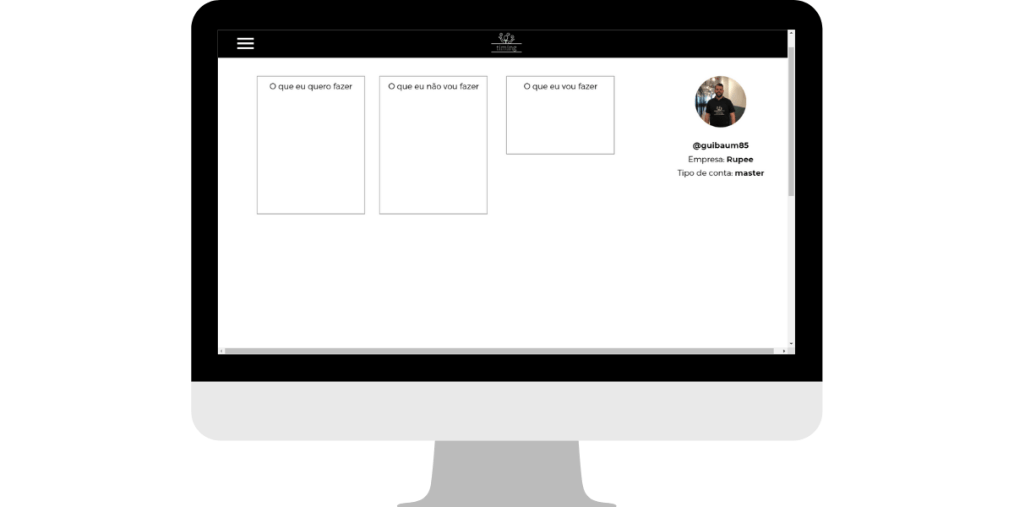 timing
O que eu quero fazer
O que eu não vou fazer
O que eu vou fazer
@guibaum85
Empresa: Rupee
Tipo de conta: master